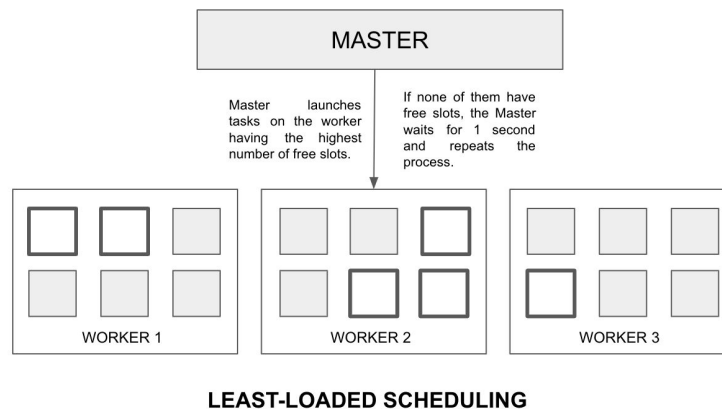 MASTER
Master launches
tasks on the worker
having the highest
number of free slots.
If none of them have
free slots, the Master
waits for 1 second
and repeats the
process.
WORKER 1
WORKER 2
WORKER 3
LEAST-LOADED SCHEDULING